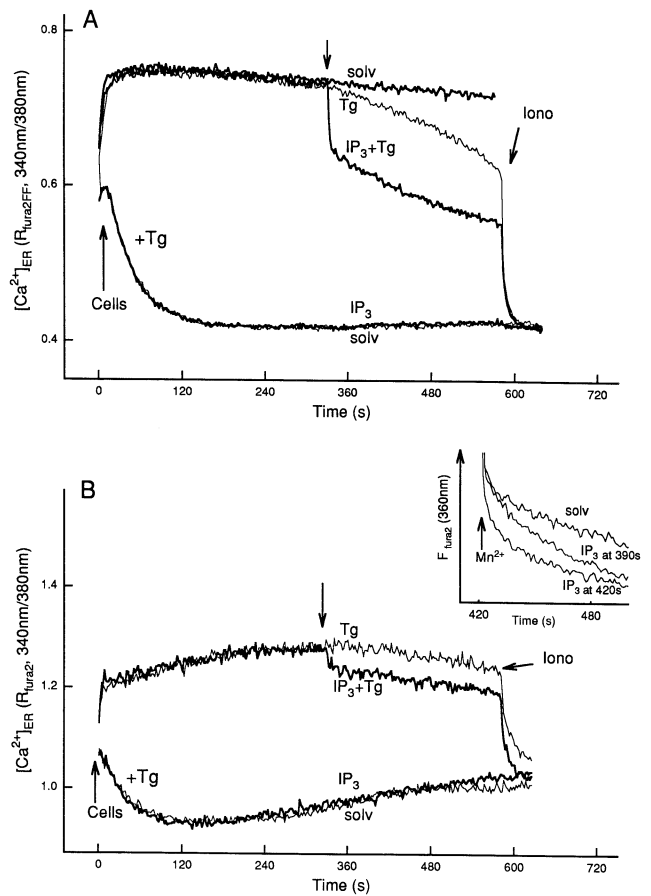 A
0.8
0.6
0.4
[Ca2+]ER (Rfura2FF, 340nm/380nm)
solv
Tg
IP3+Tg
Iono
+Tg
Cells
IP3
solv
0 120 240 360 480 600 720
Time (s)
B
1.4
1.2
1.0
[Ca2+]ER (Rfura2, 340nm/380nm)
Ffura2 (360nm)
solv
IP3 at 390s
Mn2+
IP3 at 420s
420 480
Time (s)
Tg
Iono
IP3+Tg
+Tg
Cells
IP3
solv
0 120 240 360 480 600 720
Time (s)